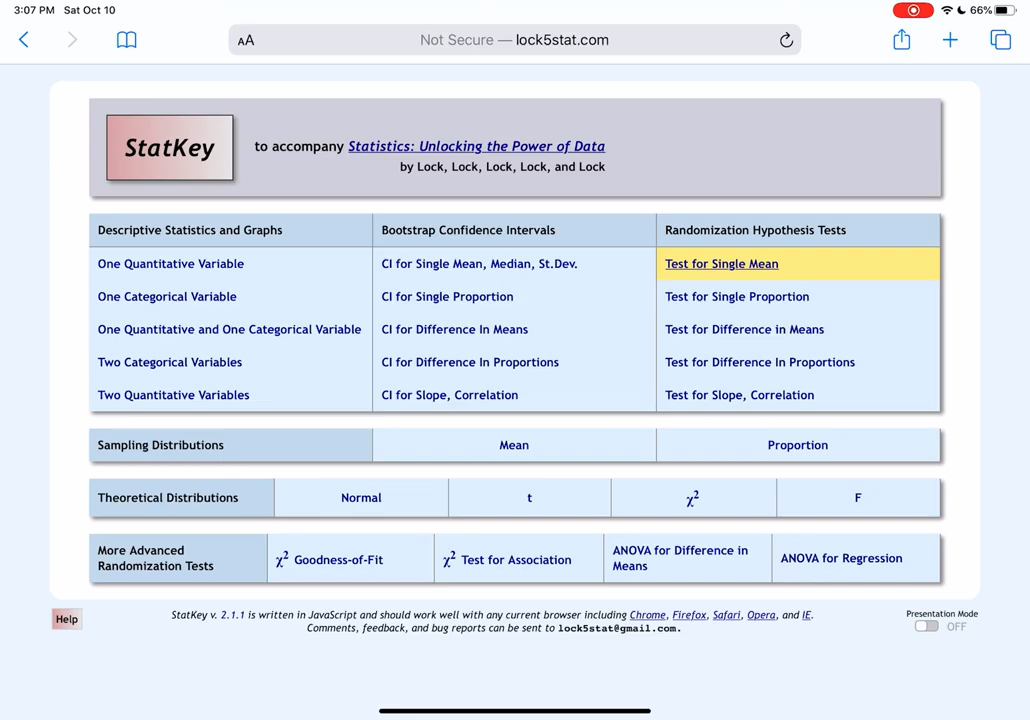 3:07 PM Sat Oct 10
66%
AA
Not Secure — lock5stat.com
StatKey
to accompany Statistics: Unlocking the Power of Data
by Lock, Lock, Lock, Lock, and Lock
Descriptive Statistics and Graphs
Bootstrap Confidence Intervals
Randomization Hypothesis Tests
One Quantitative Variable
CI for Single Mean, Median, St.Dev.
Test for Single Mean
One Categorical Variable
CI for Single Proportion
Test for Single Proportion
One Quantitative and One Categorical Variable
CI for Difference In Means
Test for Difference in Means
Two Categorical Variables
CI for Difference In Proportions
Test for Difference In Proportions
Two Quantitative Variables
CI for Slope, Correlation
Test for Slope, Correlation
Sampling Distributions
Mean
Proportion
Theoretical Distributions
Normal
t
χ²
F
More Advanced
Randomization Tests
χ² Goodness-of-Fit
χ² Test for Association
ANOVA for Difference in
Means
ANOVA for Regression
Help
StatKey v. 2.1.1 is written in JavaScript and should work well with any current browser including Chrome, Firefox, Safari, Opera, and IE.
Comments, feedback, and bug reports can be sent to lock5stat@gmail.com.
Presentation Mode
OFF